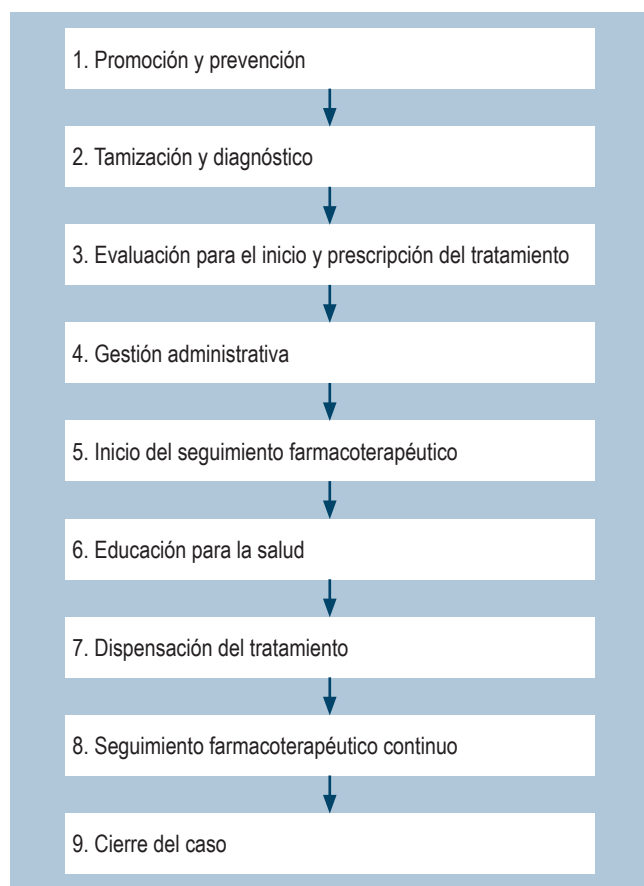 1. Promoción y prevención
2. Tamización y diagnóstico
3. Evaluación para el inicio y prescripción del tratamiento
4. Gestión administrativa
5. Inicio del seguimiento farmacoterapéutico
6. Educación para la salud
7. Dispensación del tratamiento
8. Seguimiento farmacoterapéutico continuo
9. Cierre del caso